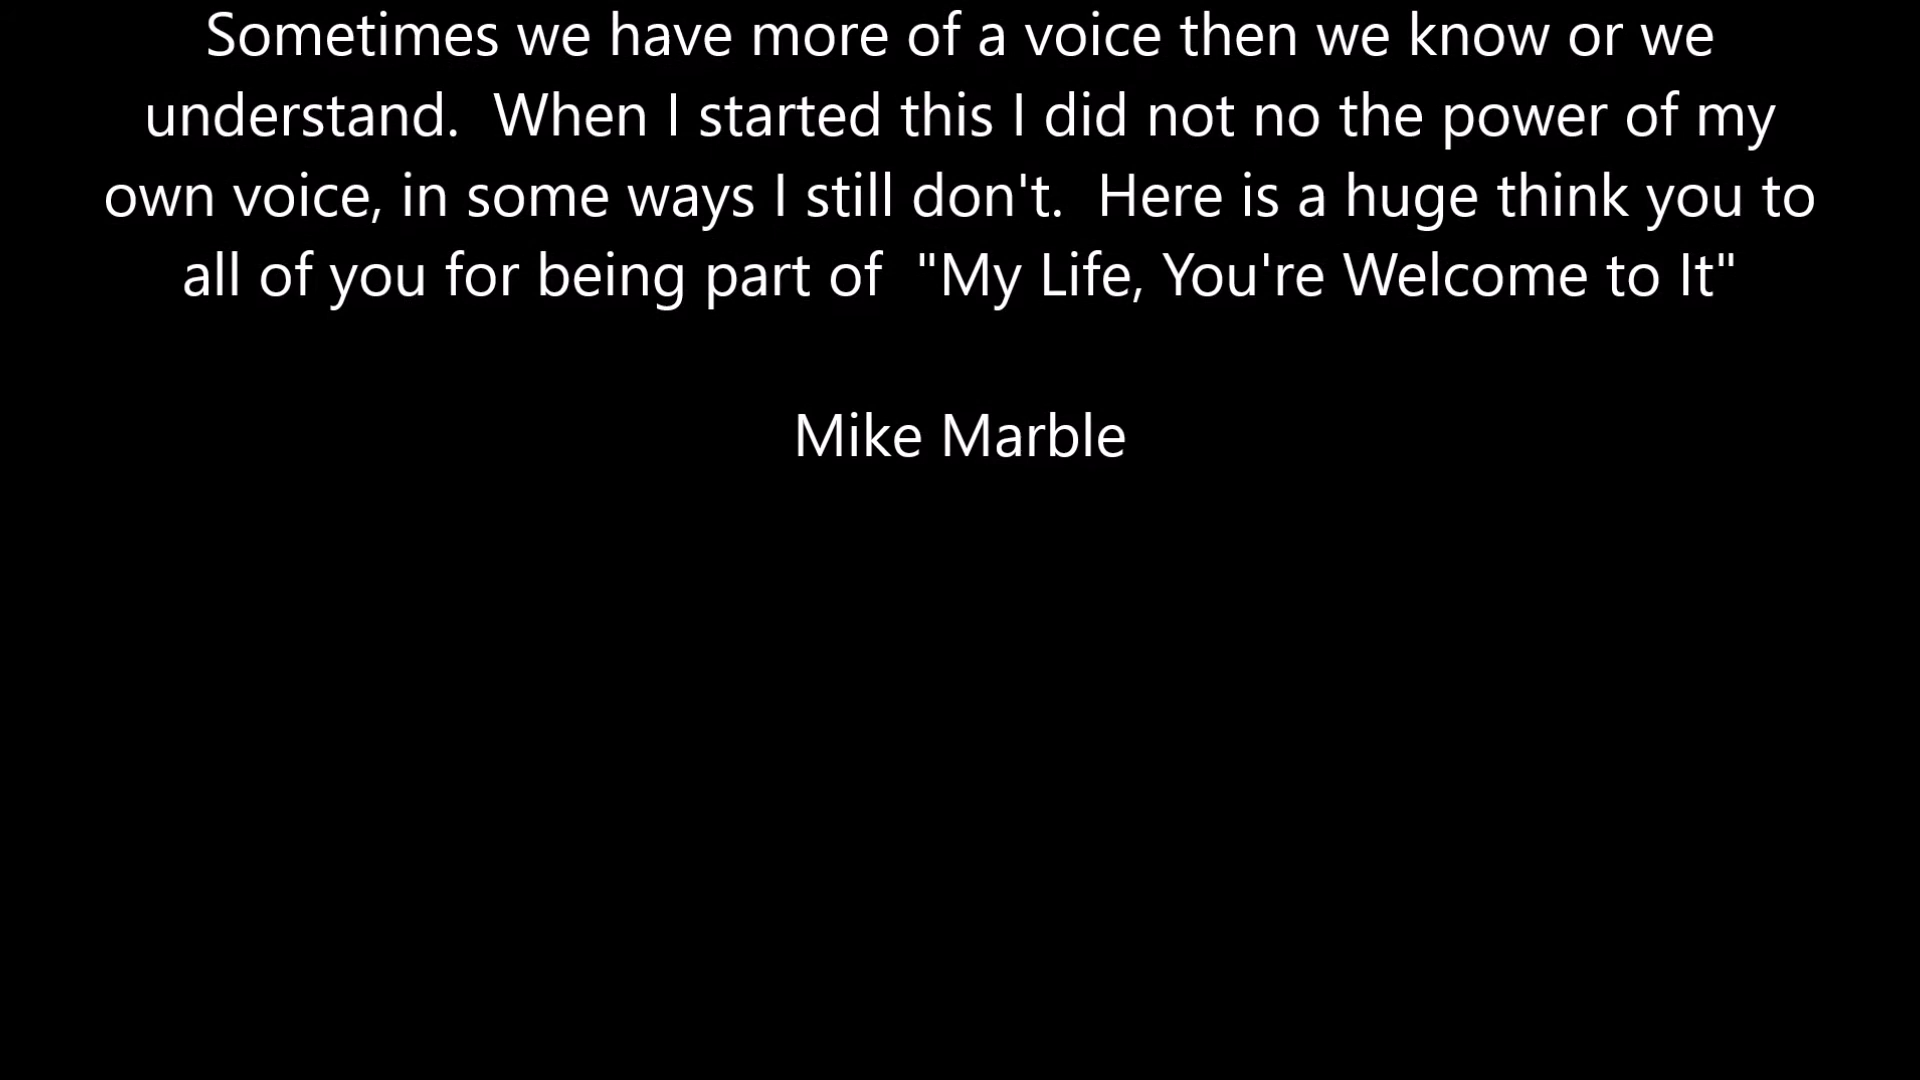 Sometimes we have more of a voice then we know or we
understand.  When I started this I did not no the power of my
own voice, in some ways I still don't.  Here is a huge think you to
all of you for being part of  "My Life, You're Welcome to It"
Mike Marble